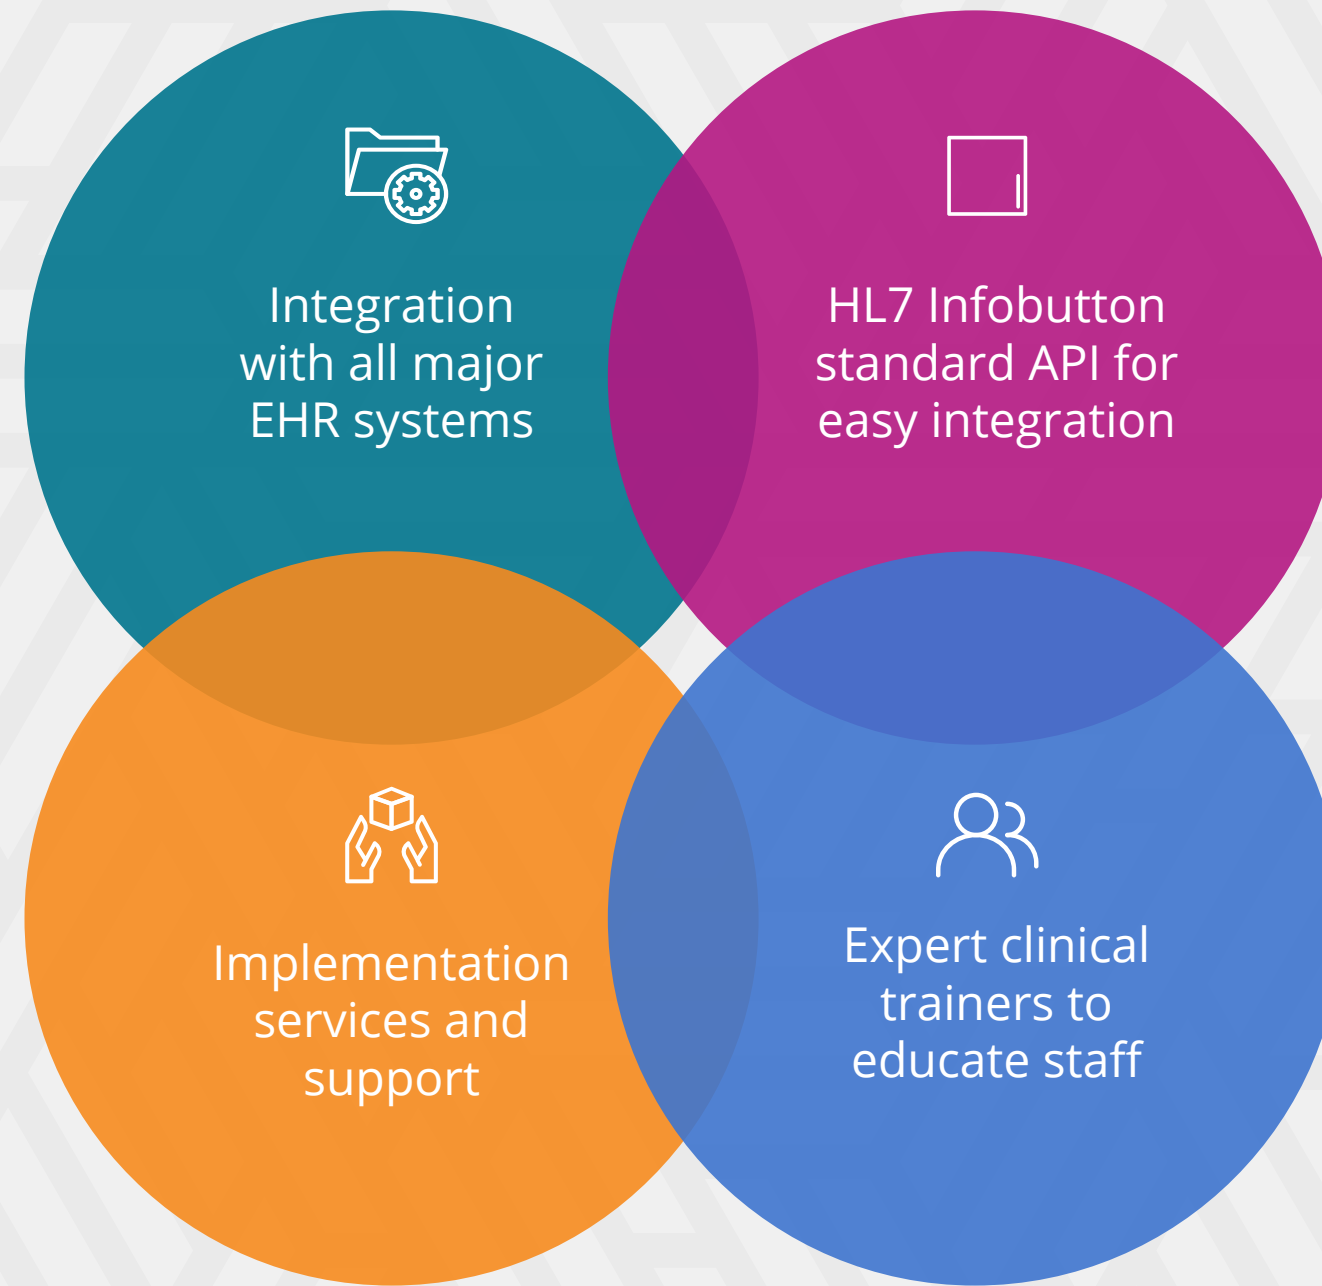 Integration
with all major
EHR systems
HL7 Infobutton
standard API for
easy integration
Implementation
services and
support
Expert clinical
trainers to
educate staff